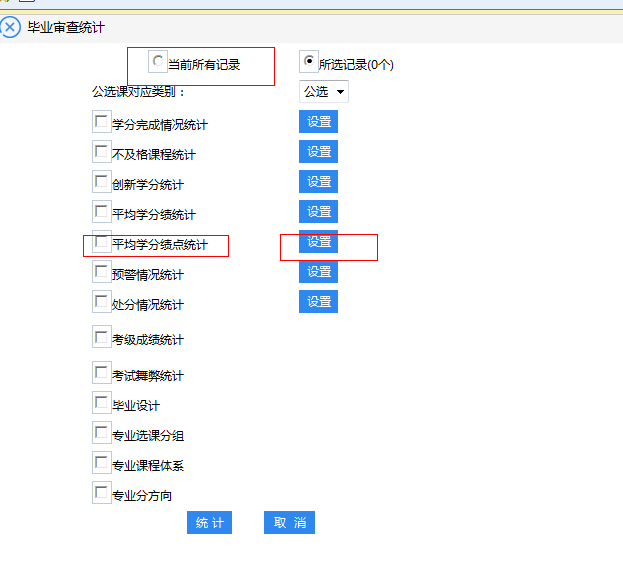 毕业审查统计
当前所有记录 所选记录(0个)
公选课对应类别： 公选
学分完成情况统计 设置
不及格课程统计 设置
创新学分统计 设置
平均学分绩统计 设置
平均学分绩点统计 设置
预警情况统计 设置
处分情况统计 设置
考级成绩统计
考试舞弊统计
毕业设计
专业选课分组
专业课程体系
专业分方向
统 计 取 消